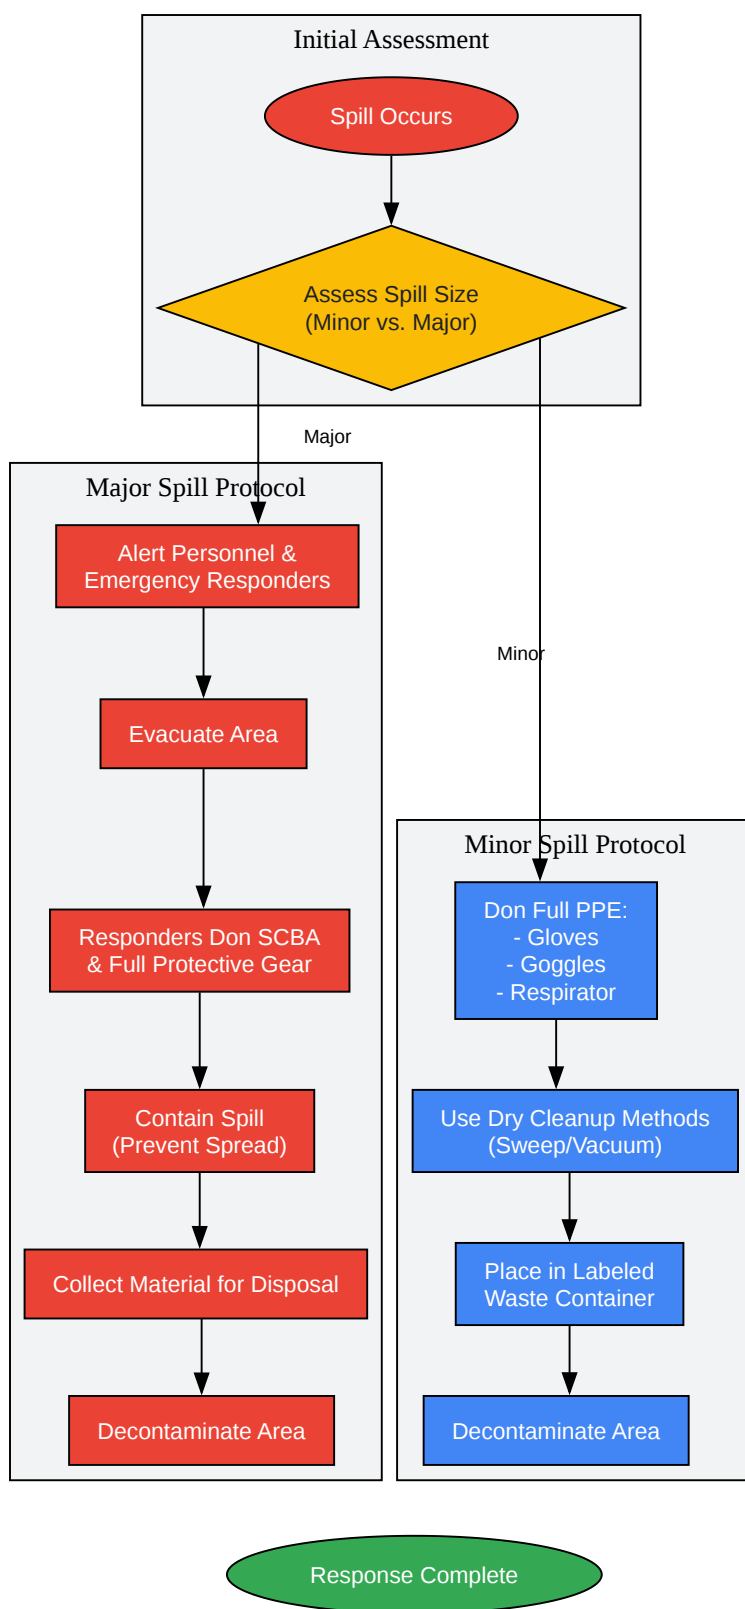 Initial Assessment
Spill Occurs
Assess Spill Size
(Minor vs. Major)
Major
Major Spill Protocol
Alert Personnel &
Emergency Responders
Evacuate Area
Responders Don SCBA
& Full Protective Gear
Contain Spill
(Prevent Spread)
Collect Material for Disposal
Decontaminate Area
Minor
Minor Spill Protocol
Don Full PPE:
- Gloves
- Goggles
- Respirator
Use Dry Cleanup Methods
(Sweep/Vacuum)
Place in Labeled
Waste Container
Decontaminate Area
Response Complete